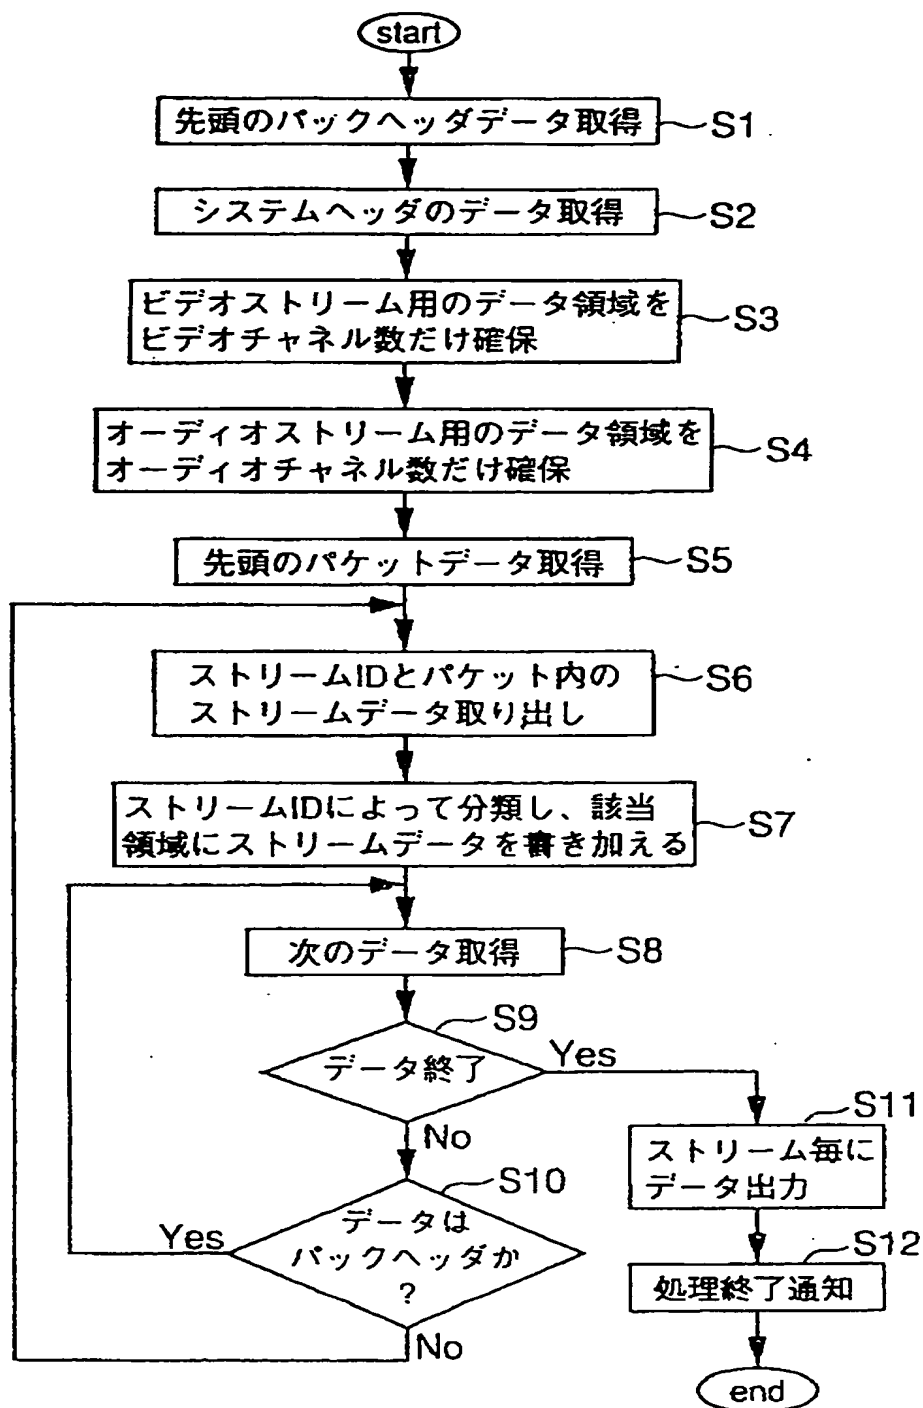 start
先頭のパックヘッダデータ取得
S1
システムヘッダのデータ取得
S2
ビデオストリーム用のデータ領域を
ビデオチャネル数だけ確保
S3
オーディオストリーム用のデータ領域を
オーディオチャネル数だけ確保
S4
先頭のパケットデータ取得
S5
ストリームIDとパケット内の
ストリームデータ取り出し
S6
ストリームIDによって分類し、該当
領域にストリームデータを書き加える
S7
次のデータ取得
S8
S9
データ終了
Yes
No
S10
データは
パックヘッダか
?
Yes
No
S11
ストリーム毎に
データ出力
S12
処理終了通知
end